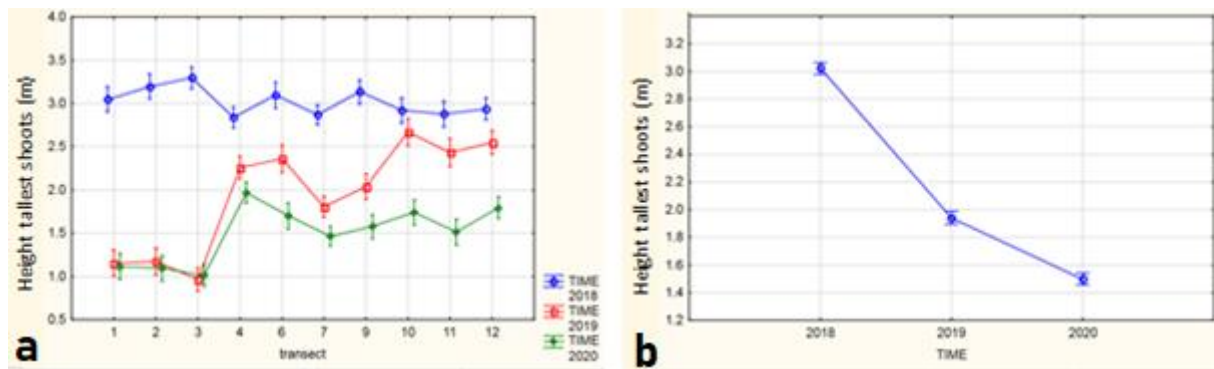 4.0
3.5
3.0
2.5
2.0
1.5
1.0
0.5
Height tallest shoots (m)
1 2 3 4 6 7 9 10 11 12
transect
TIME
2018
TIME
2019
TIME
2020
a
3.4
3.2
3.0
2.8
2.6
2.4
2.2
2.0
1.8
1.6
1.4
1.2
Height tallest shoots (m)
2018 2019 2020
TIME
b